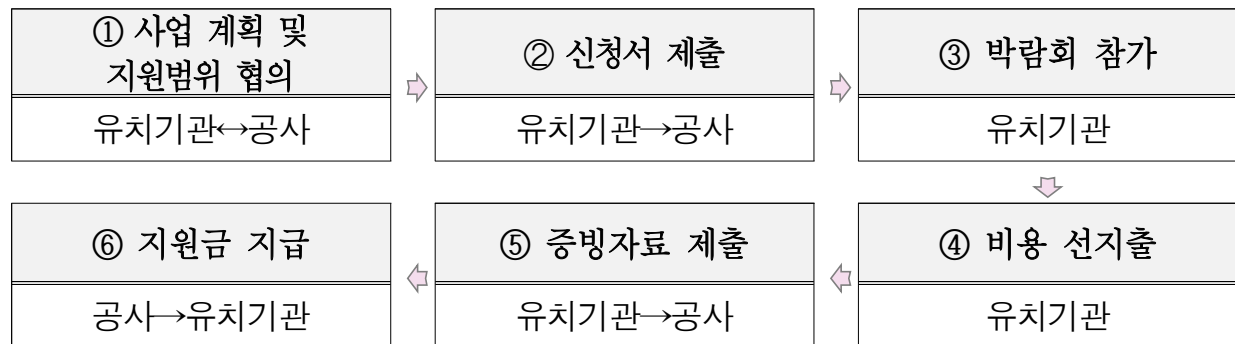 ① 사업 계획 및
지원범위 협의
유치기관↔공사
② 신청서 제출
유치기관→공사
③ 박람회 참가
유치기관
④ 비용 선지출
유치기관
⑤ 증빙자료 제출
유치기관→공사
⑥ 지원금 지급
공사→유치기관